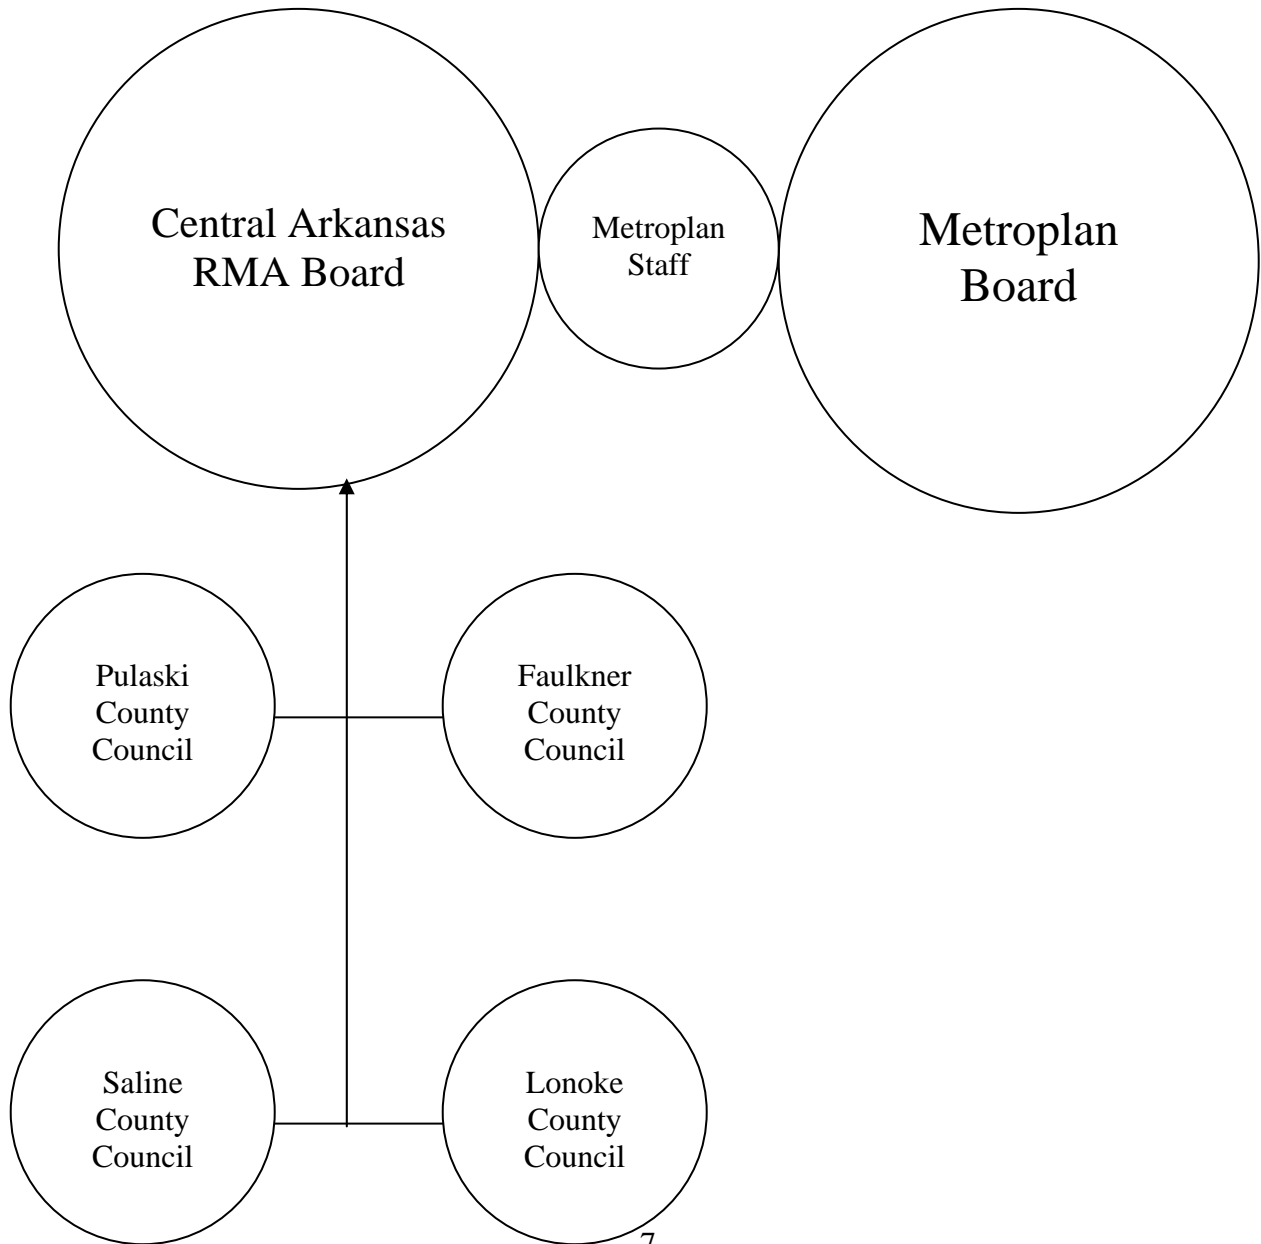 Central Arkansas
RMA Board
Metroplan
Staff
Metroplan
Board
Pulaski
County
Council
Faulkner
County
Council
Saline
County
Council
Lonoke
County
Council
7